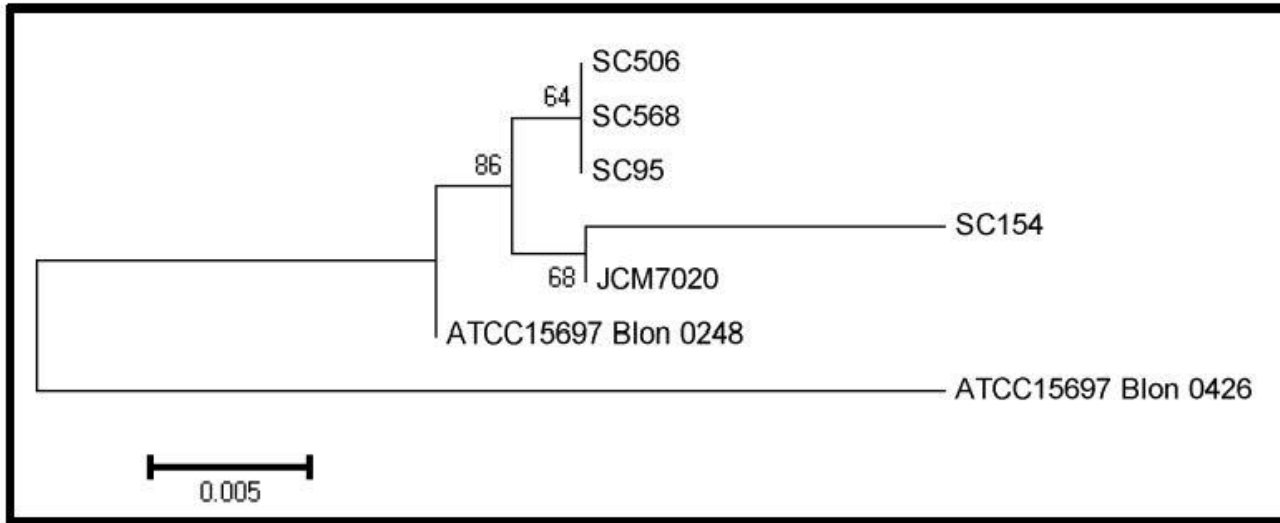 SC506
64
SC568
SC95
86
SC154
68
JCM7020
ATCC15697 Blon 0248
ATCC15697 Blon 0426
0.005